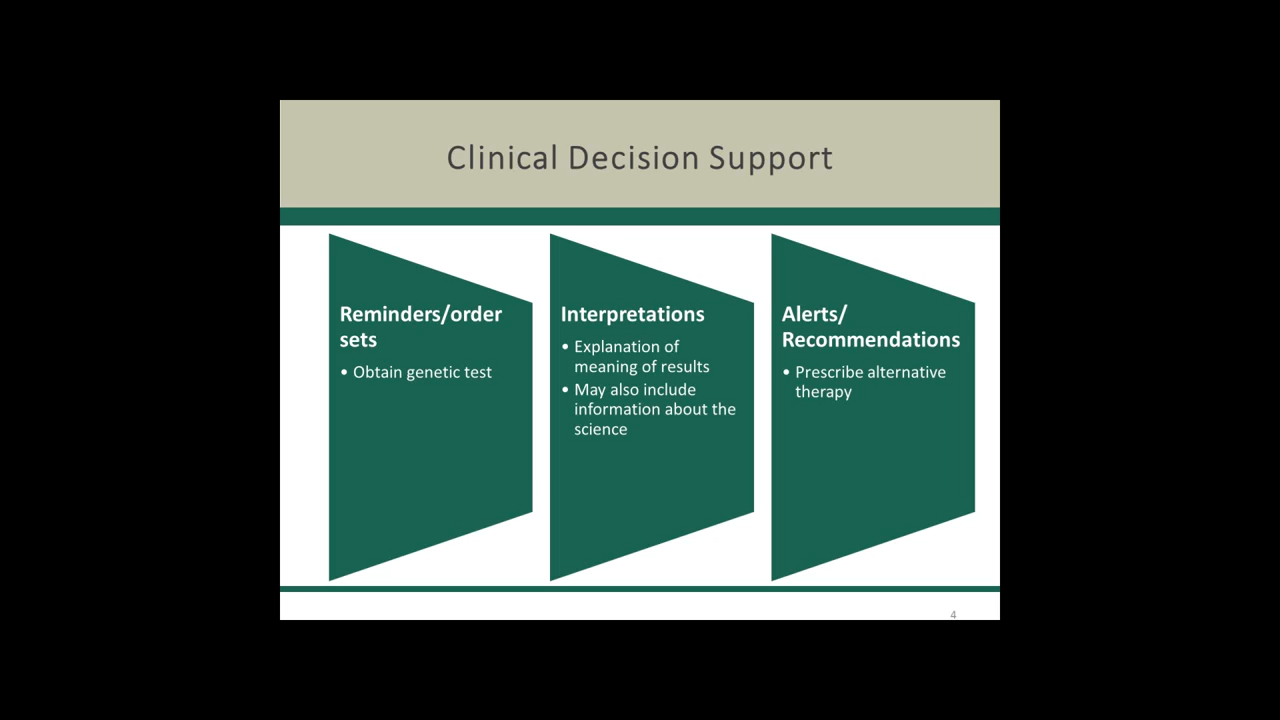 Clinical Decision Support
Reminders/order
sets
• Obtain genetic test
Interpretations
• Explanation of
meaning of results
• May also include
information about the
science
Alerts/
Recommendations
• Prescribe alternative
therapy
4